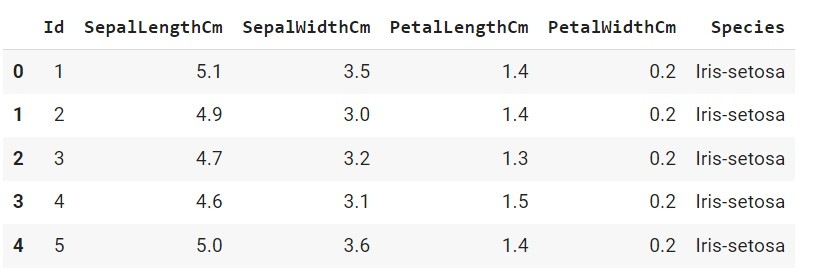 Id SepalLengthCm SepalWidthCm PetalLengthCm PetalWidthCm Species
0 1 5.1 3.5 1.4 0.2 Iris-setosa
1 2 4.9 3.0 1.4 0.2 Iris-setosa
2 3 4.7 3.2 1.3 0.2 Iris-setosa
3 4 4.6 3.1 1.5 0.2 Iris-setosa
4 5 5.0 3.6 1.4 0.2 Iris-setosa